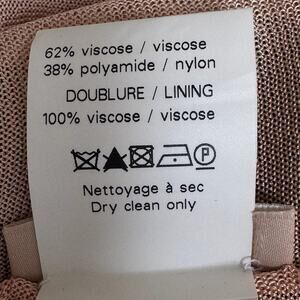 62% viscose / viscose
38% polyamide / nylon
DOUBLURE / LINING
100% viscose / viscose
P
Nettoyage à sec
Dry clean only